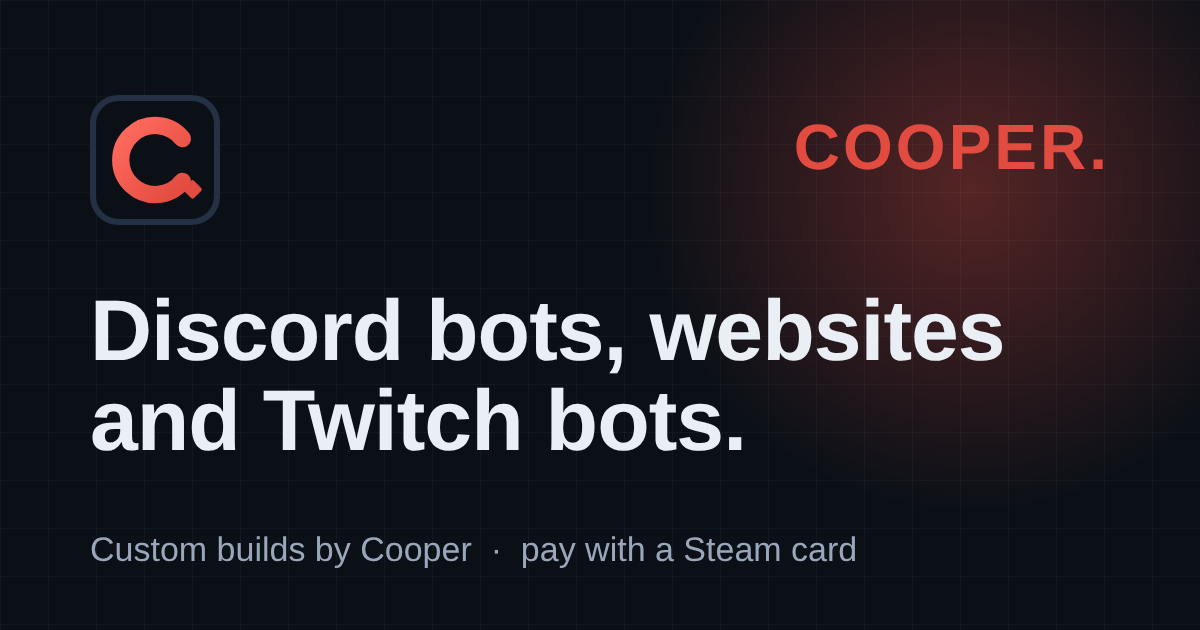 COOPER.
Discord bots, websites
and Twitch bots.
Custom builds by Cooper · pay with a Steam card